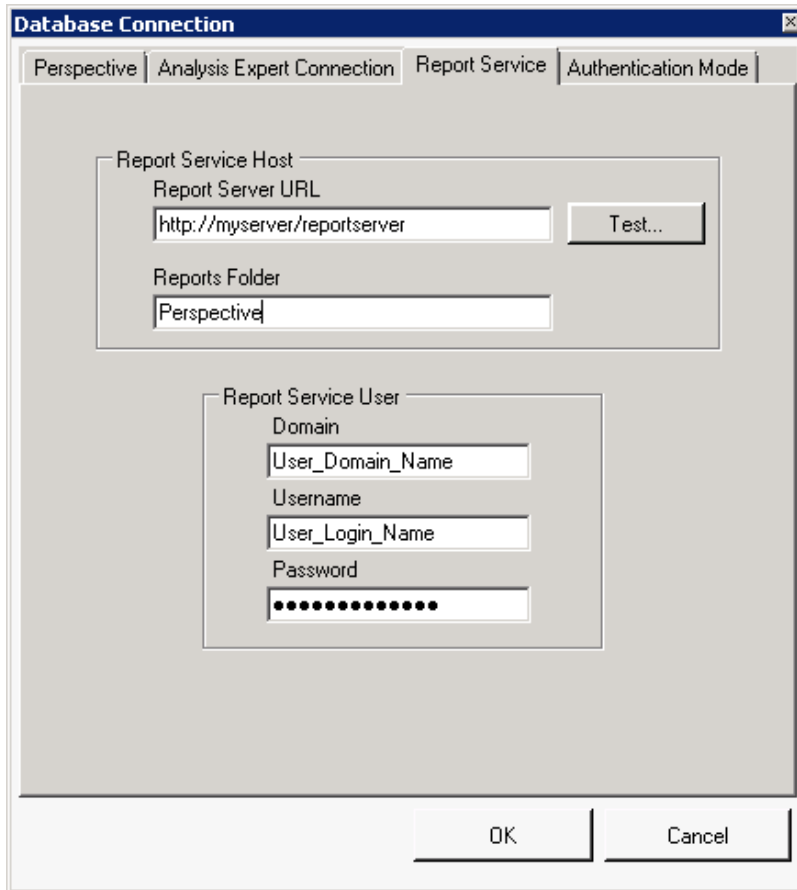 Database Connection
Perspective Analysis Expert Connection Report Service Authentication Mode
Report Service Host
Report Server URL
http://myserver/reportserver Test...
Reports Folder
Perspective
Report Service User
Domain
User_Domain_Name
Username
User_Login_Name
Password
●●●●●●●●●●●●●
OK Cancel